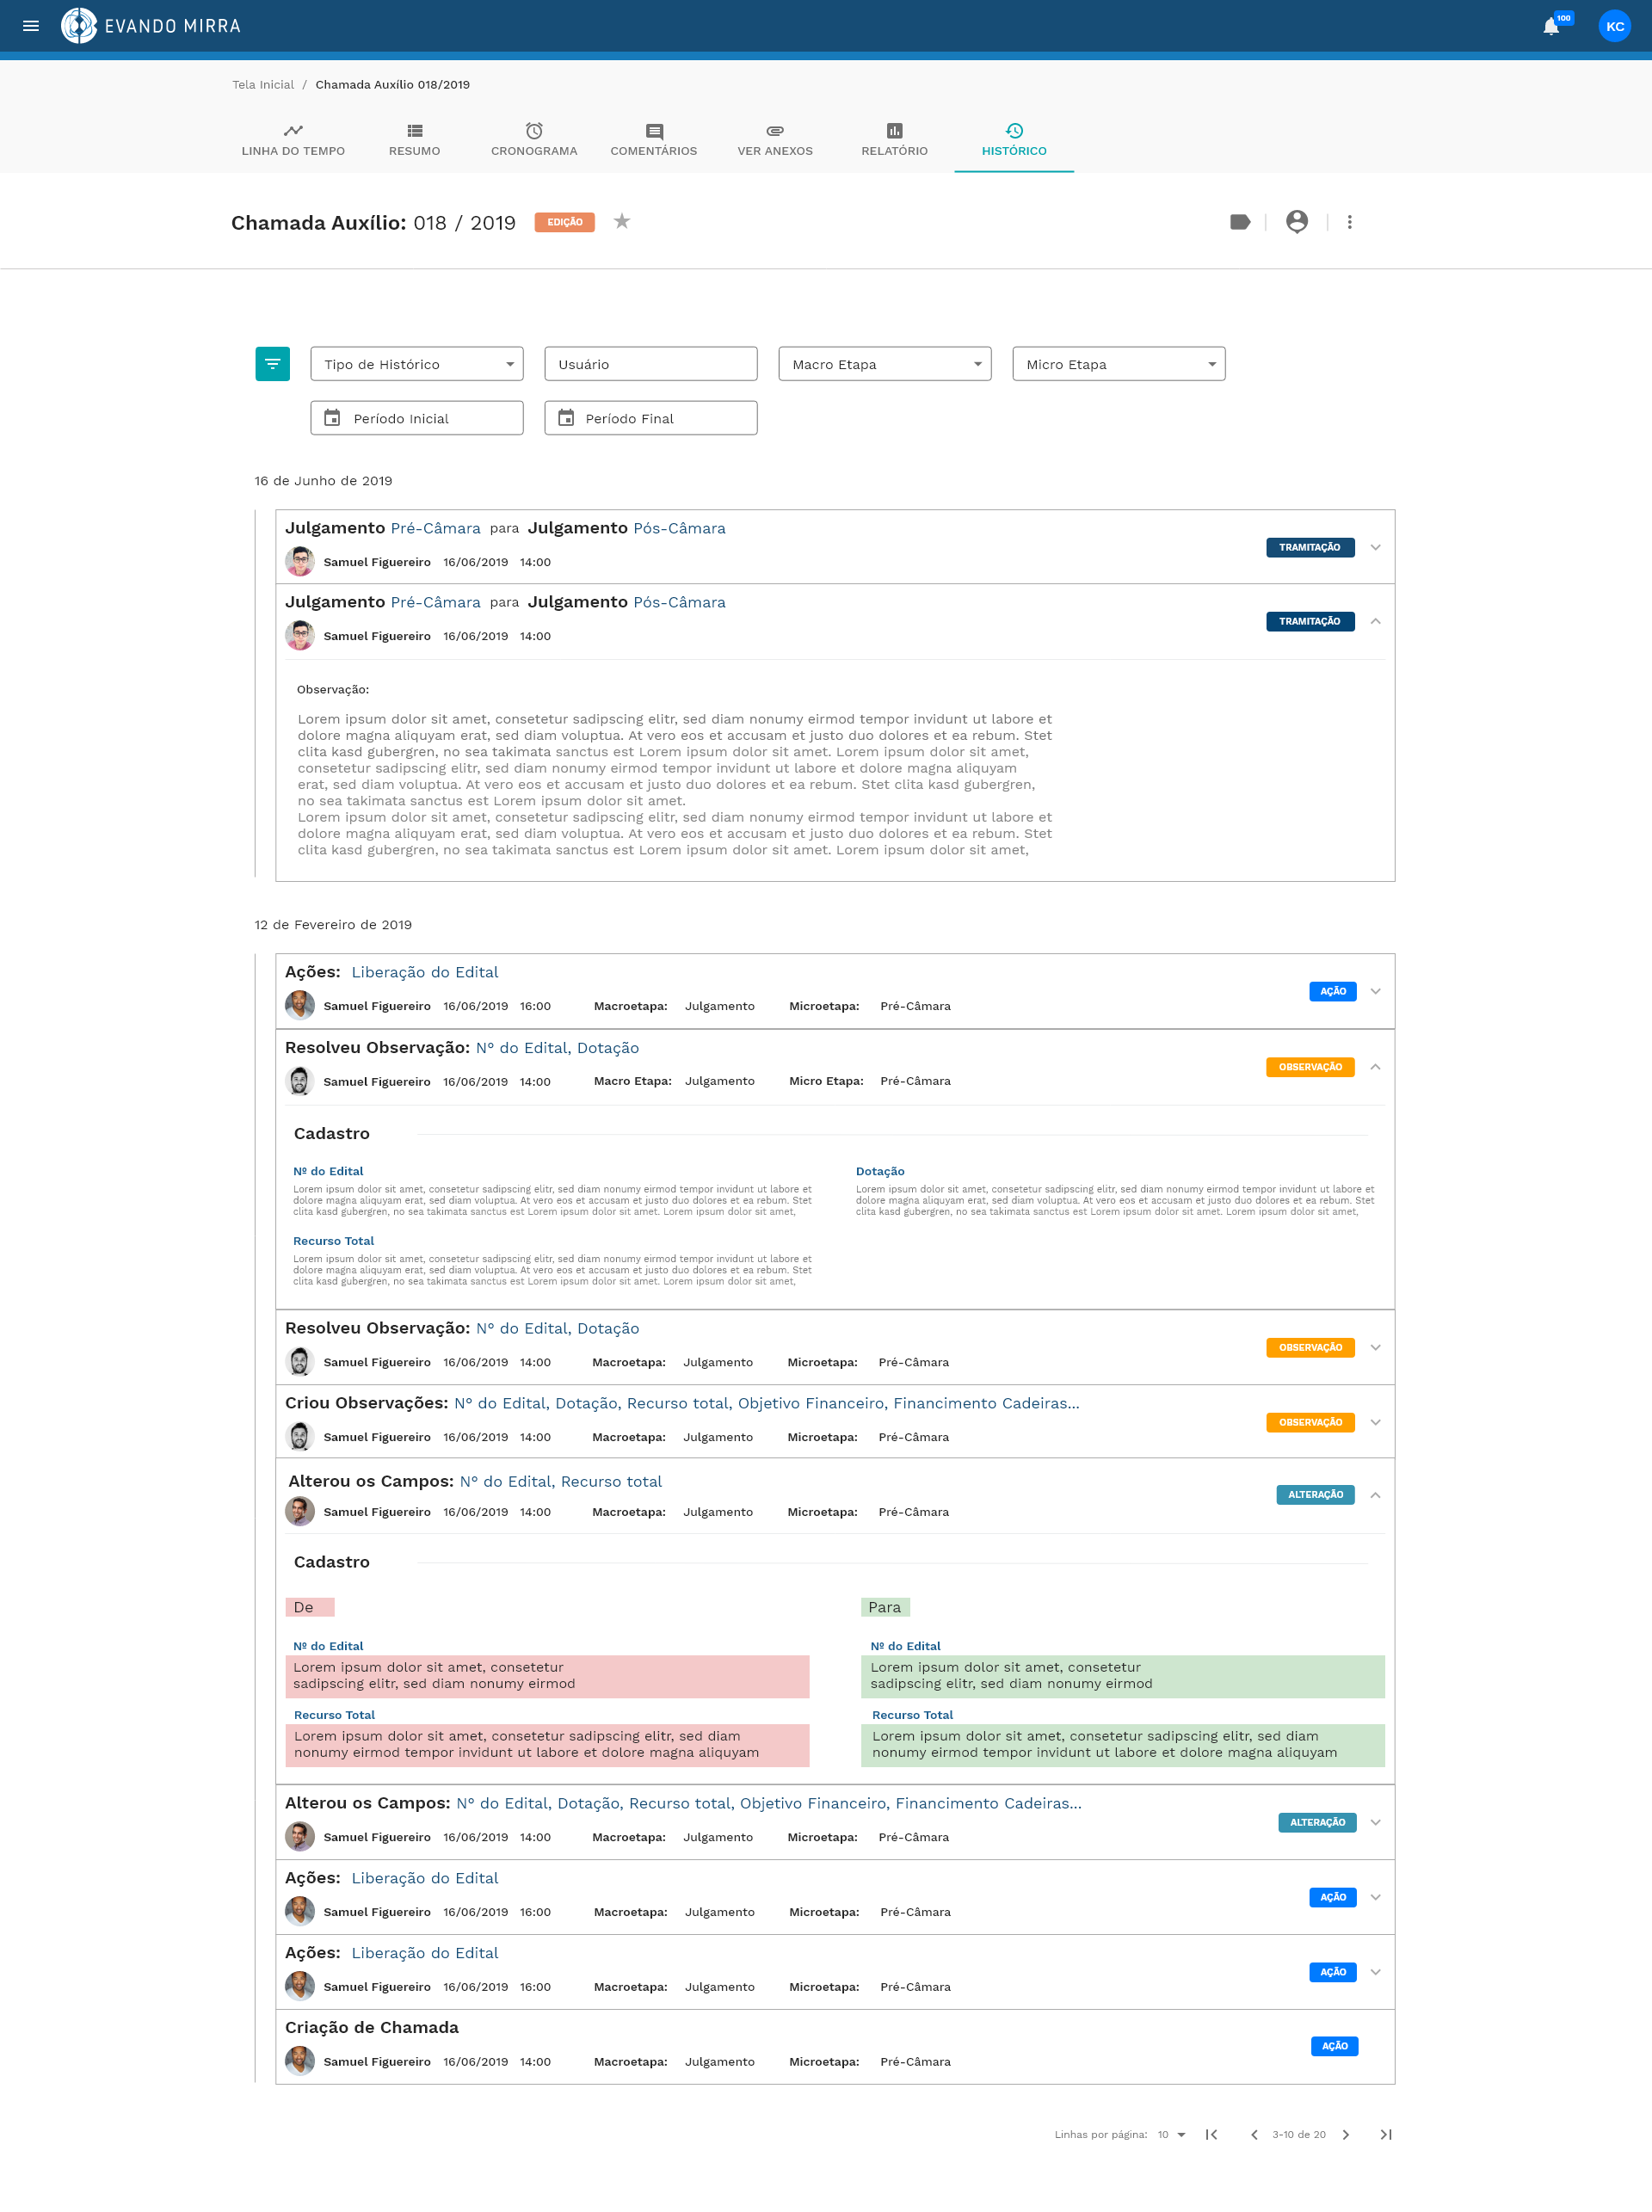 EVANDO MIRRA
100
KC
Tela Inicial / Chamada Auxílio 018/2019
LINHA DO TEMPO RESUMO CRONOGRAMA COMENTÁRIOS VER ANEXOS RELATÓRIO HISTÓRICO
Chamada Auxílio: 018 / 2019 EDIÇÃO
Tipo de Histórico Usuário Macro Etapa Micro Etapa
Período Inicial Período Final
16 de Junho de 2019
Julgamento Pré-Câmara para Julgamento Pós-Câmara
TRAMITAÇÃO
Samuel Figuereiro 16/06/2019 14:00
Julgamento Pré-Câmara para Julgamento Pós-Câmara
TRAMITAÇÃO
Samuel Figuereiro 16/06/2019 14:00
Observação:
Lorem ipsum dolor sit amet, consetetur sadipscing elitr, sed diam nonumy eirmod tempor invidunt ut labore et
dolore magna aliquyam erat, sed diam voluptua. At vero eos et accusam et justo duo dolores et ea rebum. Stet
clita kasd gubergren, no sea takimata sanctus est Lorem ipsum dolor sit amet. Lorem ipsum dolor sit amet,
consetetur sadipscing elitr, sed diam nonumy eirmod tempor invidunt ut labore et dolore magna aliquyam
erat, sed diam voluptua. At vero eos et accusam et justo duo dolores et ea rebum. Stet clita kasd gubergren,
no sea takimata sanctus est Lorem ipsum dolor sit amet.
Lorem ipsum dolor sit amet, consetetur sadipscing elitr, sed diam nonumy eirmod tempor invidunt ut labore et
dolore magna aliquyam erat, sed diam voluptua. At vero eos et accusam et justo duo dolores et ea rebum. Stet
clita kasd gubergren, no sea takimata sanctus est Lorem ipsum dolor sit amet. Lorem ipsum dolor sit amet,
12 de Fevereiro de 2019
Ações: Liberação do Edital
AÇÃO
Samuel Figuereiro 16/06/2019 16:00 Macroetapa: Julgamento Microetapa: Pré-Câmara
Resolveu Observação: N° do Edital, Dotação
OBSERVAÇÃO
Samuel Figuereiro 16/06/2019 14:00 Macro Etapa: Julgamento Micro Etapa: Pré-Câmara
Cadastro
Nº do Edital
Lorem ipsum dolor sit amet, consetetur sadipscing elitr, sed diam nonumy eirmod tempor invidunt ut labore et
dolore magna aliquyam erat, sed diam voluptua. At vero eos et accusam et justo duo dolores et ea rebum. Stet
clita kasd gubergren, no sea takimata sanctus est Lorem ipsum dolor sit amet. Lorem ipsum dolor sit amet,
Dotação
Lorem ipsum dolor sit amet, consetetur sadipscing elitr, sed diam nonumy eirmod tempor invidunt ut labore et
dolore magna aliquyam erat, sed diam voluptua. At vero eos et accusam et justo duo dolores et ea rebum. Stet
clita kasd gubergren, no sea takimata sanctus est Lorem ipsum dolor sit amet. Lorem ipsum dolor sit amet,
Recurso Total
Lorem ipsum dolor sit amet, consetetur sadipscing elitr, sed diam nonumy eirmod tempor invidunt ut labore et
dolore magna aliquyam erat, sed diam voluptua. At vero eos et accusam et justo duo dolores et ea rebum. Stet
clita kasd gubergren, no sea takimata sanctus est Lorem ipsum dolor sit amet. Lorem ipsum dolor sit amet,
Resolveu Observação: N° do Edital, Dotação
OBSERVAÇÃO
Samuel Figuereiro 16/06/2019 14:00 Macroetapa: Julgamento Microetapa: Pré-Câmara
Criou Observações: N° do Edital, Dotação, Recurso total, Objetivo Financeiro, Financimento Cadeiras...
OBSERVAÇÃO
Samuel Figuereiro 16/06/2019 14:00 Macroetapa: Julgamento Microetapa: Pré-Câmara
Alterou os Campos: N° do Edital, Recurso total
ALTERAÇÃO
Samuel Figuereiro 16/06/2019 14:00 Macroetapa: Julgamento Microetapa: Pré-Câmara
Cadastro
De
Nº do Edital
Lorem ipsum dolor sit amet, consetetur
sadipscing elitr, sed diam nonumy eirmod
Recurso Total
Lorem ipsum dolor sit amet, consetetur sadipscing elitr, sed diam
nonumy eirmod tempor invidunt ut labore et dolore magna aliquyam
Para
Nº do Edital
Lorem ipsum dolor sit amet, consetetur
sadipscing elitr, sed diam nonumy eirmod
Recurso Total
Lorem ipsum dolor sit amet, consetetur sadipscing elitr, sed diam
nonumy eirmod tempor invidunt ut labore et dolore magna aliquyam
Alterou os Campos: N° do Edital, Dotação, Recurso total, Objetivo Financeiro, Financimento Cadeiras...
ALTERAÇÃO
Samuel Figuereiro 16/06/2019 14:00 Macroetapa: Julgamento Microetapa: Pré-Câmara
Ações: Liberação do Edital
AÇÃO
Samuel Figuereiro 16/06/2019 16:00 Macroetapa: Julgamento Microetapa: Pré-Câmara
Ações: Liberação do Edital
AÇÃO
Samuel Figuereiro 16/06/2019 16:00 Macroetapa: Julgamento Microetapa: Pré-Câmara
Criação de Chamada
AÇÃO
Samuel Figuereiro 16/06/2019 14:00 Macroetapa: Julgamento Microetapa: Pré-Câmara
Linhas por página: 10 3-10 de 20